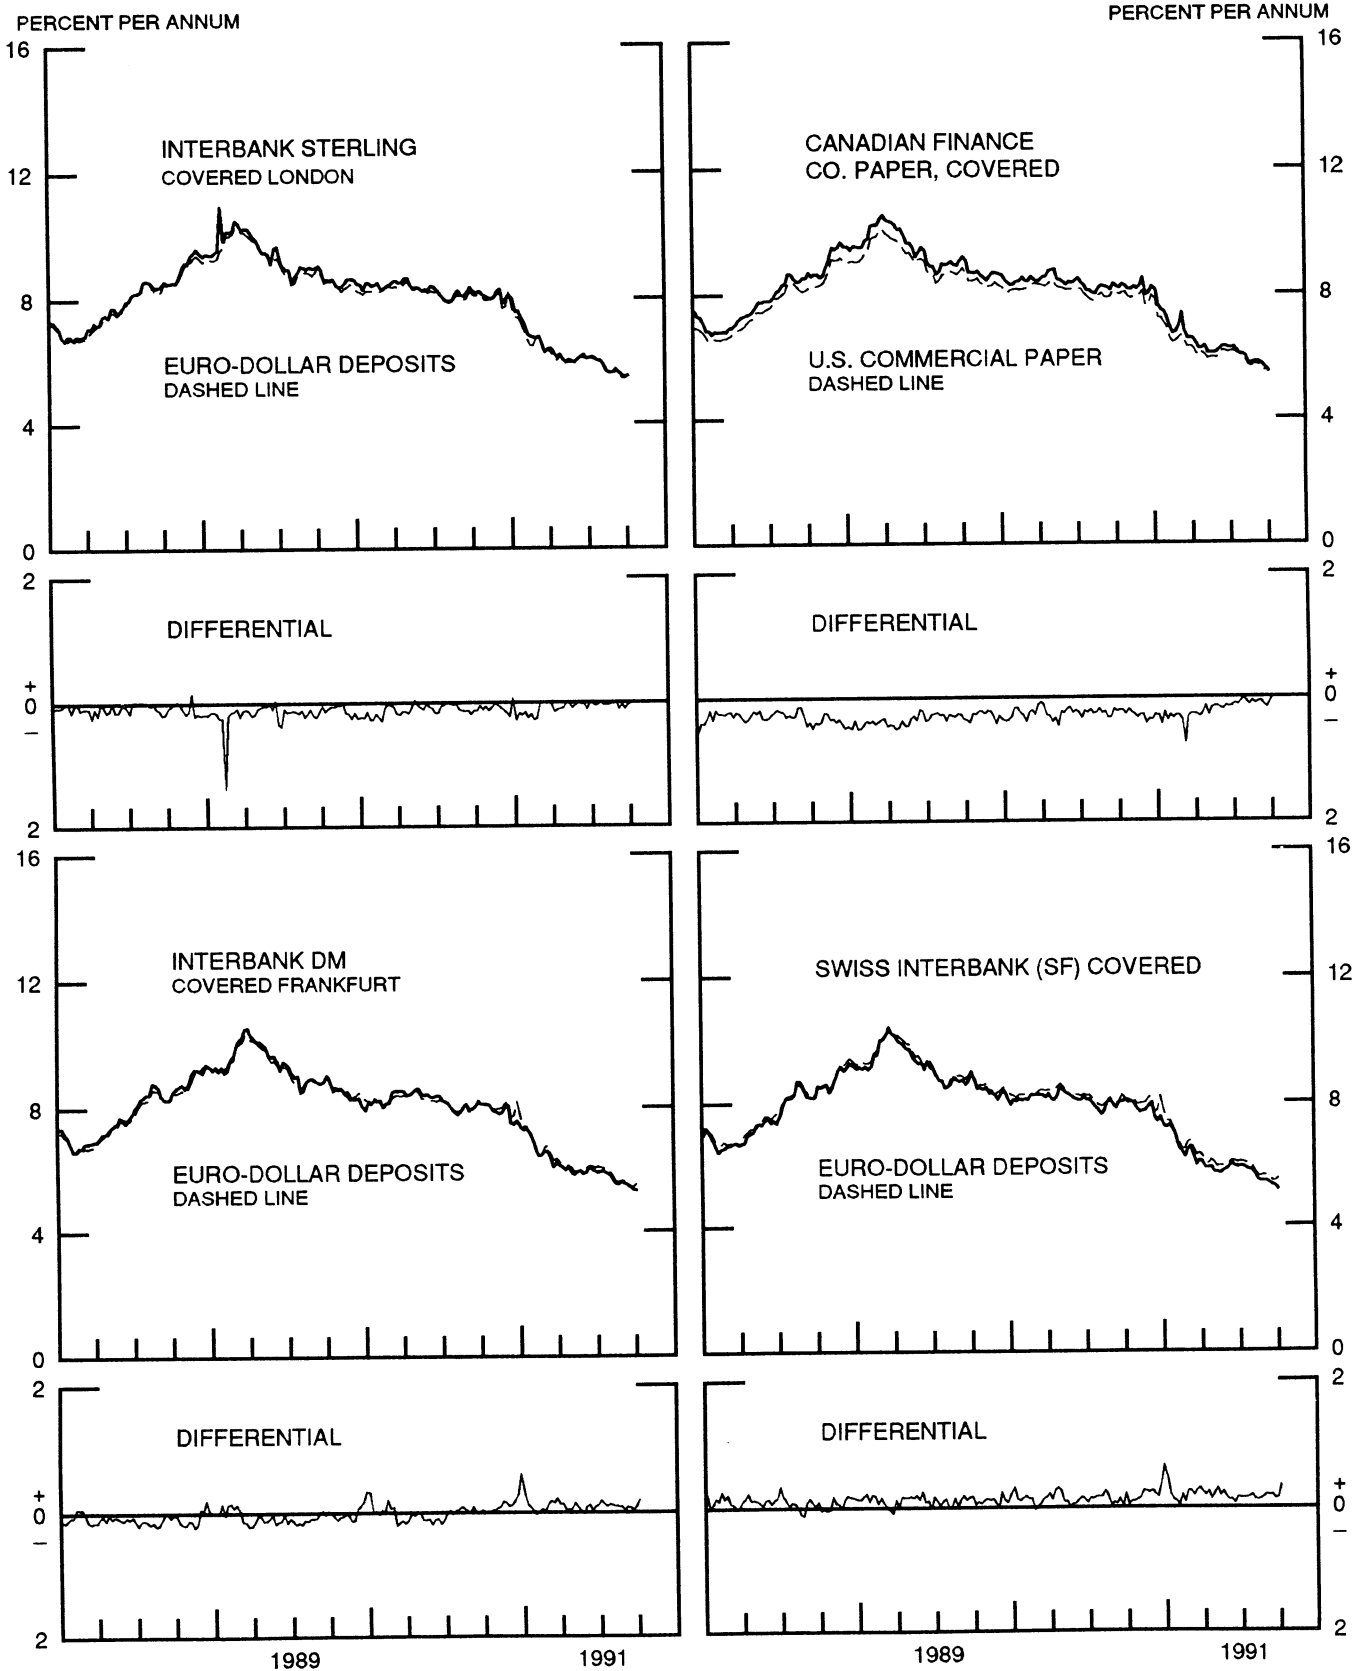 PERCENT PER ANNUM
PERCENT PER ANNUM
16
16
INTERBANK STERLING
COVERED LONDON
CANADIAN FINANCE
CO. PAPER, COVERED
12
12
8
8
EURO-DOLLAR DEPOSITS
DASHED LINE
U.S. COMMERCIAL PAPER
DASHED LINE
4
4
0
0
2
2
DIFFERENTIAL
DIFFERENTIAL
+
0
–
+
0
–
2
2
16
16
INTERBANK DM
COVERED FRANKFURT
SWISS INTERBANK (SF) COVERED
12
12
8
8
EURO-DOLLAR DEPOSITS
DASHED LINE
EURO-DOLLAR DEPOSITS
DASHED LINE
4
4
0
0
2
2
DIFFERENTIAL
DIFFERENTIAL
+
0
–
+
0
–
2
2
1989
1991
1989
1991